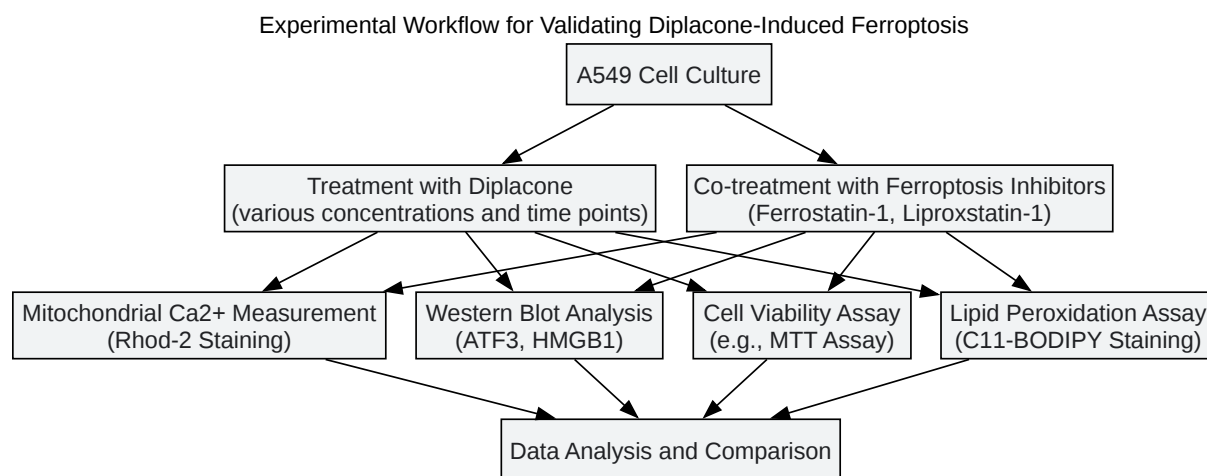 Experimental Workflow for Validating Diplacone-Induced Ferroptosis
A549 Cell Culture
Treatment with Diplacone
(various concentrations and time points)
Co-treatment with Ferroptosis Inhibitors
(Ferrostatin-1, Liproxstatin-1)
Mitochondrial Ca2+ Measurement
(Rhod-2 Staining)
Western Blot Analysis
(ATF3, HMGB1)
Cell Viability Assay
(e.g., MTT Assay)
Lipid Peroxidation Assay
(C11-BODIPY Staining)
Data Analysis and Comparison